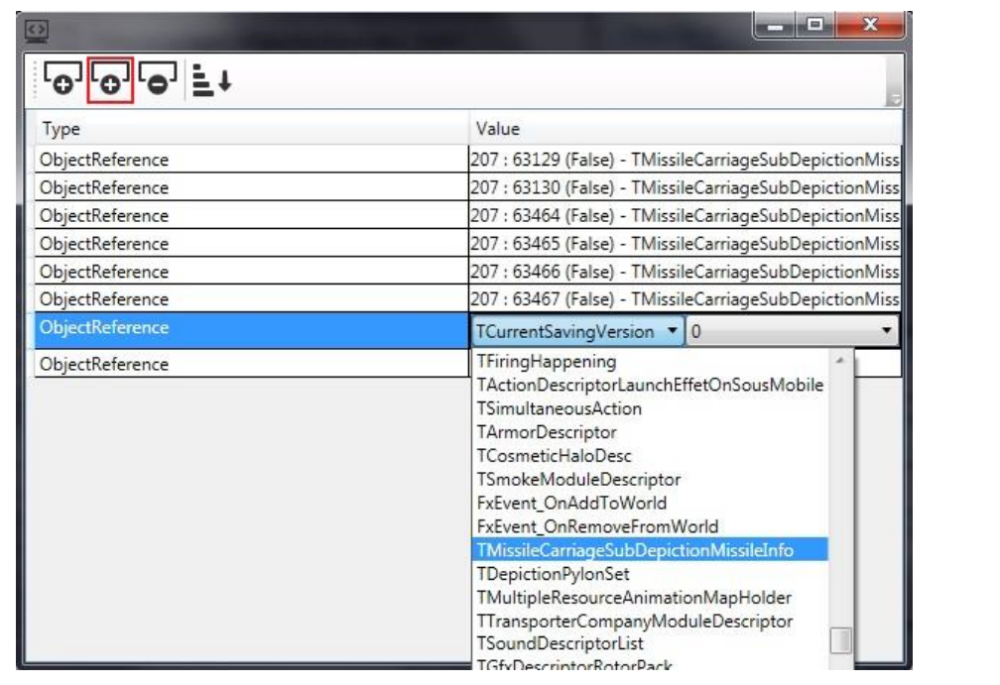 Type Value
ObjectReference 207 : 63129 (False) - TMissileCarriageSubDepictionMiss
ObjectReference 207 : 63130 (False) - TMissileCarriageSubDepictionMiss
ObjectReference 207 : 63464 (False) - TMissileCarriageSubDepictionMiss
ObjectReference 207 : 63465 (False) - TMissileCarriageSubDepictionMiss
ObjectReference 207 : 63466 (False) - TMissileCarriageSubDepictionMiss
ObjectReference 207 : 63467 (False) - TMissileCarriageSubDepictionMiss
ObjectReference TCurrentSavingVersion 0
ObjectReference
TFiringHappening
TActionDescriptorLaunchEffetOnSousMobile
TSimultaneousAction
TArmorDescriptor
TCosmeticHaloDesc
TSmokeModuleDescriptor
FxEvent_OnAddToWorld
FxEvent_OnRemoveFromWorld
TMissileCarriageSubDepictionMissileInfo
TDepictionPylonSet
TMultipleResourceAnimationMapHolder
TTransporterCompanyModuleDescriptor
TSoundDescriptorList
TGfxDescriptorRotorPack